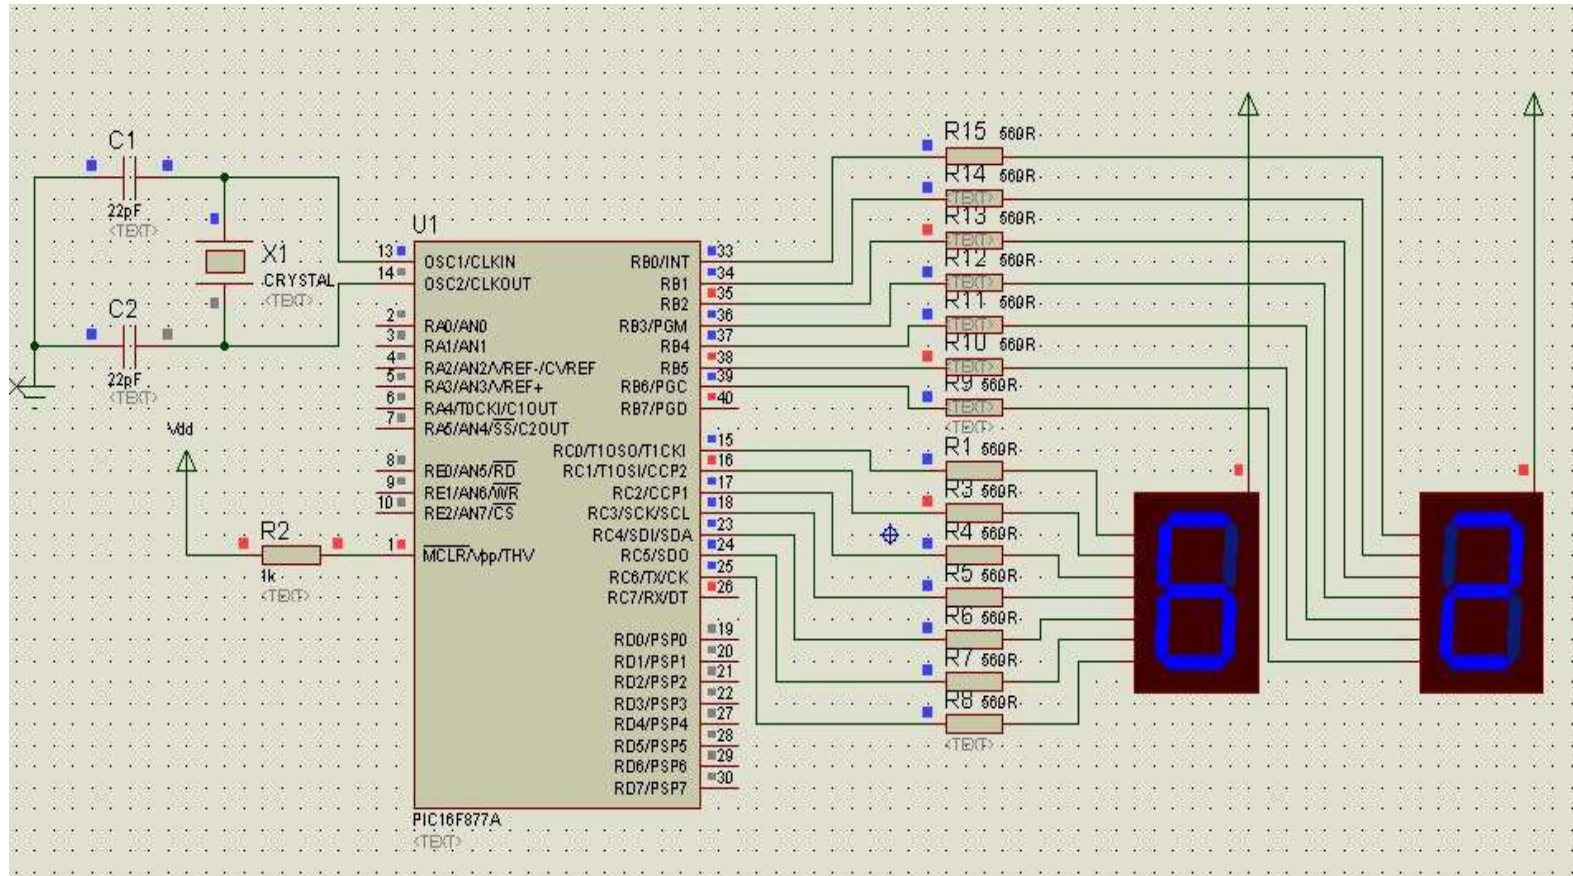 C1
22pF
<TEXT>
X1
CRYSTAL
<TEXT>
C2
22pF
<TEXT>
Vdd
R2
1k
<TEXT>
U1
13 OSC1/CLKIN
14 OSC2/CLKOUT
2 RA0/AN0
3 RA1/AN1
4 RA2/AN2/VREF-/CVREF
5 RA3/AN3/VREF+
6 RA4/T0CKI/C1OUT
7 RA5/AN4/SS/C2OUT
8 RE0/AN5/RD
9 RE1/AN6/WR
10 RE2/AN7/CS
1 MCLR/Vpp/THV
RB0/INT 33
RB1 34
RB2 35
RB3/PGM 36
RB4 37
RB5 38
RB6/PGC 39
RB7/PGD 40
RC0/T1OSO/T1CKI 15
RC1/T1OSI/CCP2 16
RC2/CCP1 17
RC3/SCK/SCL 18
RC4/SDI/SDA 23
RC5/SDO 24
RC6/TX/CK 25
RC7/RX/DT 26
RD0/PSP0 19
RD1/PSP1 20
RD2/PSP2 21
RD3/PSP3 22
RD4/PSP4 27
RD5/PSP5 28
RD6/PSP6 29
RD7/PSP7 30
PIC16F877A
<TEXT>
R15 560R
R14 560R
<TEXT>
R13 560R
<TEXT>
R12 560R
<TEXT>
R11 560R
<TEXT>
R10 560R
<TEXT>
R9 560R
<TEXT>
<TEXT>
R1 560R
R3 560R
R4 560R
R5 560R
R6 560R
R7 560R
R8 560R
<TEXT>
6 2